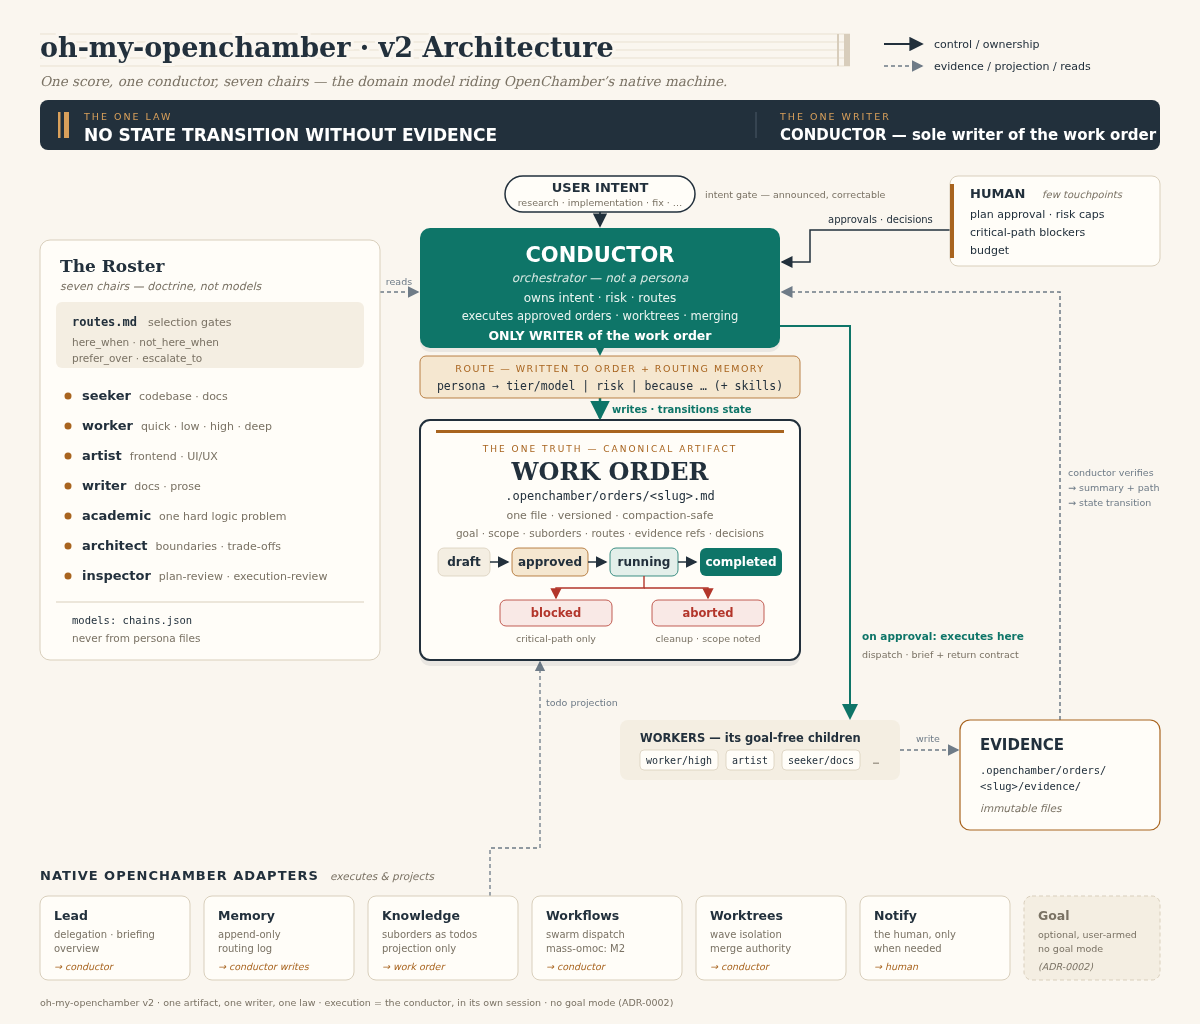 oh-my-openchamber · v2 Architecture
One score, one conductor, seven chairs — the domain model riding OpenChamber's native machine.
control / ownership
evidence / projection / reads
THE ONE LAW
NO STATE TRANSITION WITHOUT EVIDENCE
THE ONE WRITER
CONDUCTOR — sole writer of the work order
USER INTENT
research · implementation · fix · …
intent gate — announced, correctable
HUMAN few touchpoints
plan approval · risk caps
critical-path blockers
budget
approvals · decisions
The Roster
seven chairs — doctrine, not models
routes.md selection gates
here_when · not_here_when
prefer_over · escalate_to
seeker codebase · docs
worker quick · low · high · deep
artist frontend · UI/UX
writer docs · prose
academic one hard logic problem
architect boundaries · trade-offs
inspector plan-review · execution-review
models: chains.json
never from persona files
reads
CONDUCTOR
orchestrator — not a persona
owns intent · risk · routes
executes approved orders · worktrees · merging
ONLY WRITER of the work order
ROUTE — WRITTEN TO ORDER + ROUTING MEMORY
persona → tier/model | risk | because … (+ skills)
writes · transitions state
THE ONE TRUTH — CANONICAL ARTIFACT
WORK ORDER
.openchamber/orders/<slug>.md
one file · versioned · compaction-safe
goal · scope · suborders · routes · evidence refs · decisions
draft
approved
running
completed
blocked
aborted
critical-path only
cleanup · scope noted
conductor verifies
→ summary + path
→ state transition
on approval: executes here
dispatch · brief + return contract
todo projection
WORKERS — its goal-free children
worker/high
artist
seeker/docs
…
write
EVIDENCE
.openchamber/orders/
<slug>/evidence/
immutable files
NATIVE OPENCHAMBER ADAPTERS executes & projects
Lead
delegation · briefing
overview
→ conductor
Memory
append-only
routing log
→ conductor writes
Knowledge
suborders as todos
projection only
→ work order
Workflows
swarm dispatch
mass-omoc: M2
→ conductor
Worktrees
wave isolation
merge authority
→ conductor
Notify
the human, only
when needed
→ human
Goal
optional, user-armed
no goal mode
(ADR-0002)
oh-my-openchamber v2 · one artifact, one writer, one law · execution = the conductor, in its own session · no goal mode (ADR-0002)